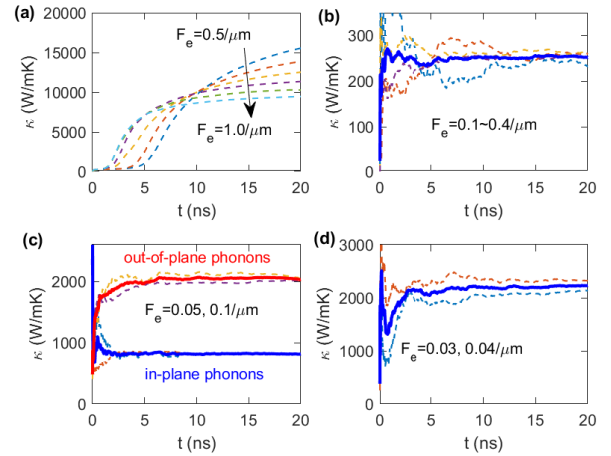 (a)
20000
15000
10000
5000
0
κ (W/mK)
F_e=0.5/μm
F_e=1.0/μm
0 5 10 15 20
t (ns)
(b)
300
200
100
0
κ (W/mK)
F_e=0.1~0.4/μm
0 5 10 15 20
t (ns)
(c)
2000
1000
0
κ (W/mK)
out-of-plane phonons
F_e=0.05, 0.1/μm
in-plane phonons
0 5 10 15 20
t (ns)
(d)
3000
2000
1000
0
κ (W/mK)
F_e=0.03, 0.04/μm
0 5 10 15 20
t (ns)